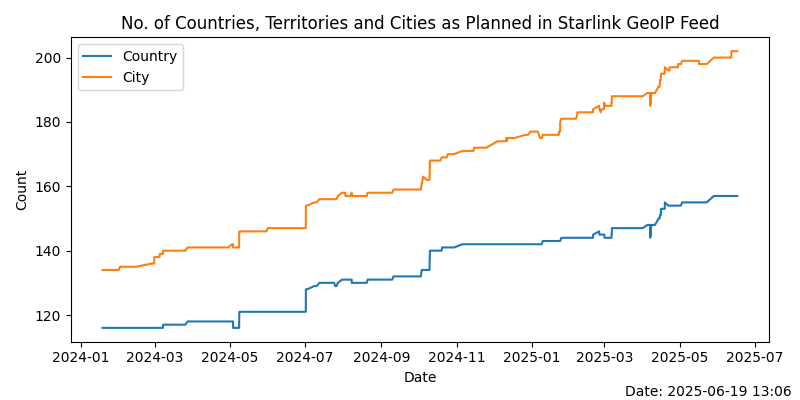 No. of Countries, Territories and Cities as Planned in Starlink GeoIP Feed
Country
City
200
180
160
140
120
Count
2024-01 2024-03 2024-05 2024-07 2024-09 2024-11 2025-01 2025-03 2025-05 2025-07
Date
Date: 2025-06-19 13:06